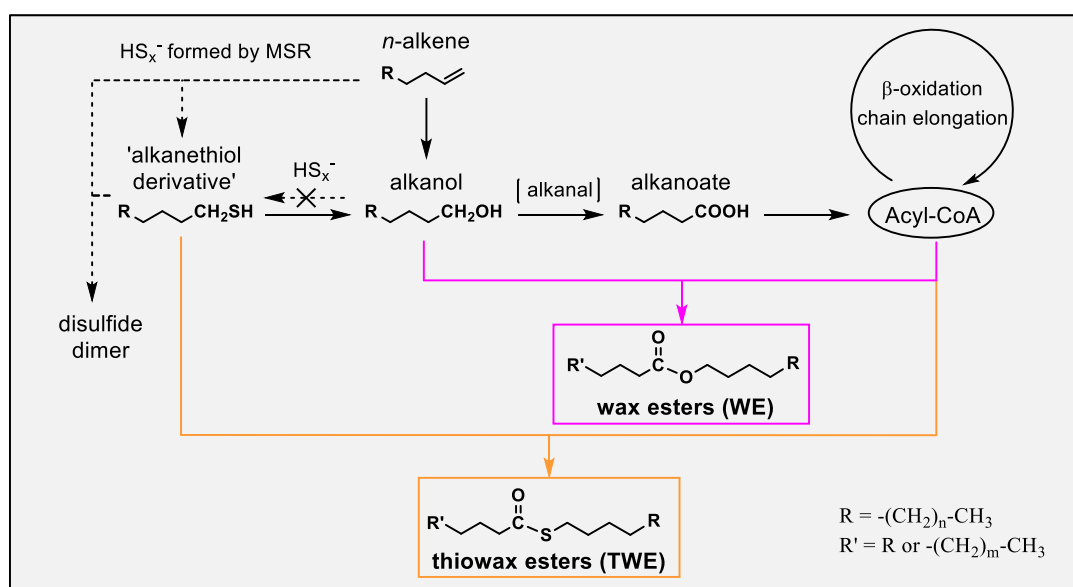 HSx- formed by MSR
n-alkene
R
β-oxidation
chain elongation
'alkanethiol
derivative'
HSx-
alkanol
[alkanal]
alkanoate
R CH2SH
R CH2OH
R COOH
Acyl-CoA
disulfide
dimer
O
R' C O R
wax esters (WE)
O
R' C S R
thiowax esters (TWE)
R = -(CH2)n-CH3
R' = R or -(CH2)m-CH3